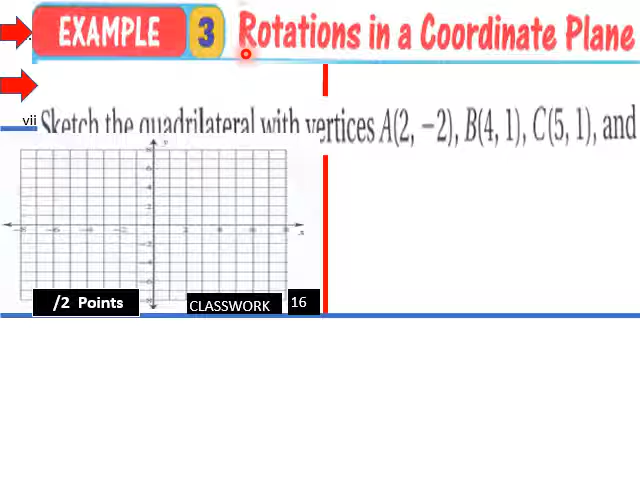 EXAMPLE 3 Rotations in a Coordinate Plane
vii
Sketch the quadrilateral with vertices A(2, −2), B(4, 1), C(5, 1), and
y
x
/2 Points
CLASSWORK
16